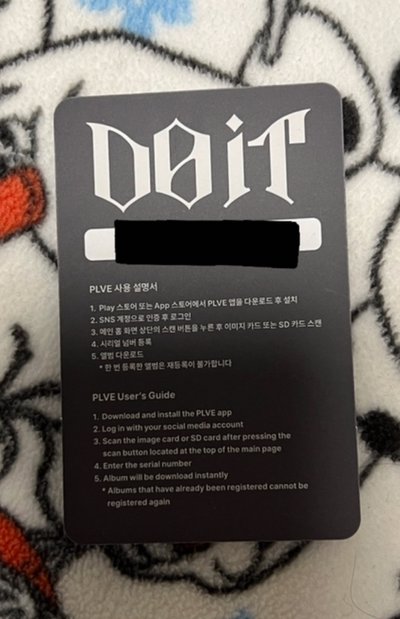 DO IT
PLVE 사용 설명서
1. Play 스토어 또는 App 스토어에서 PLVE 앱을 다운로드 후 설치
2. SNS 계정으로 인증 후 로그인
3. 메인 홈 화면 상단의 스캔 버튼을 누른 후 이미지 카드 또는 SD 카드 스캔
4. 시리얼 넘버 등록
5. 앨범 다운로드
* 한 번 등록한 앨범은 재등록이 불가합니다
PLVE User's Guide
1. Download and install the PLVE app
2. Log in with your social media account
3. Scan the image card or SD card after pressing the
scan button located at the top of the main page
4. Enter the serial number
5. Album will be download instantly
* Albums that have already been registered cannot be
registered again